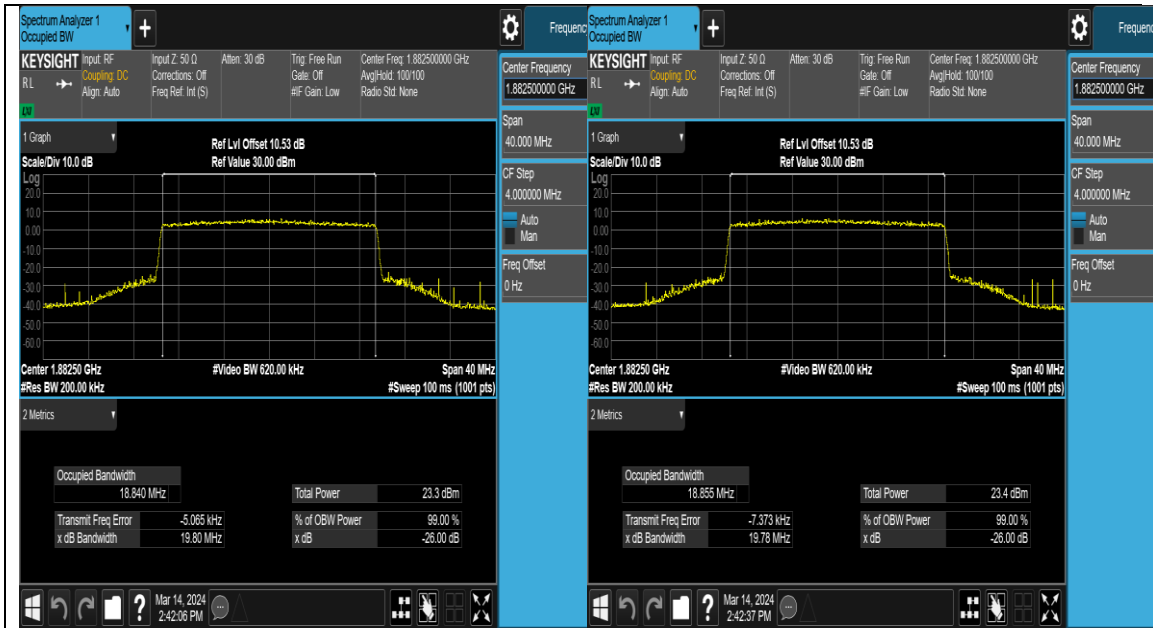 Spectrum Analyzer 1
Occupied BW
+
Frequenc
KEYSIGHT Input: RF Input Z: 50 Ω Atten: 30 dB Trig: Free Run Center Freq: 1.882500000 GHz
RL Coupling: DC Corrections: Off Gate: Off Avg|Hold: 100/100
Align: Auto Freq Ref: Int (S) #IF Gain: Low Radio Std: None
Center Frequency
1.882500000 GHz
Span
40.000 MHz
CF Step
4.000000 MHz
Auto
Man
Freq Offset
0 Hz
1 Graph
Ref Lvl Offset 10.53 dB
Scale/Div 10.0 dB Ref Value 30.00 dBm
Log
20.0
10.0
0.00
-10.0
-20.0
-30.0
-40.0
-50.0
-60.0
Center 1.88250 GHz #Video BW 620.00 kHz Span 40 MHz
#Res BW 200.00 kHz #Sweep 100 ms (1001 pts)
2 Metrics
Occupied Bandwidth
18.840 MHz Total Power 23.3 dBm
Transmit Freq Error -5.065 kHz % of OBW Power 99.00 %
x dB Bandwidth 19.80 MHz x dB -26.00 dB
? Mar 14, 2024
2:42:06 PM
Spectrum Analyzer 1
Occupied BW
+
Frequenc
KEYSIGHT Input: RF Input Z: 50 Ω Atten: 30 dB Trig: Free Run Center Freq: 1.882500000 GHz
RL Coupling: DC Corrections: Off Gate: Off Avg|Hold: 100/100
Align: Auto Freq Ref: Int (S) #IF Gain: Low Radio Std: None
Center Frequency
1.882500000 GHz
Span
40.000 MHz
CF Step
4.000000 MHz
Auto
Man
Freq Offset
0 Hz
1 Graph
Ref Lvl Offset 10.53 dB
Scale/Div 10.0 dB Ref Value 30.00 dBm
Log
20.0
10.0
0.00
-10.0
-20.0
-30.0
-40.0
-50.0
-60.0
Center 1.88250 GHz #Video BW 620.00 kHz Span 40 MHz
#Res BW 200.00 kHz #Sweep 100 ms (1001 pts)
2 Metrics
Occupied Bandwidth
18.855 MHz Total Power 23.4 dBm
Transmit Freq Error -7.373 kHz % of OBW Power 99.00 %
x dB Bandwidth 19.78 MHz x dB -26.00 dB
? Mar 14, 2024
2:42:37 PM